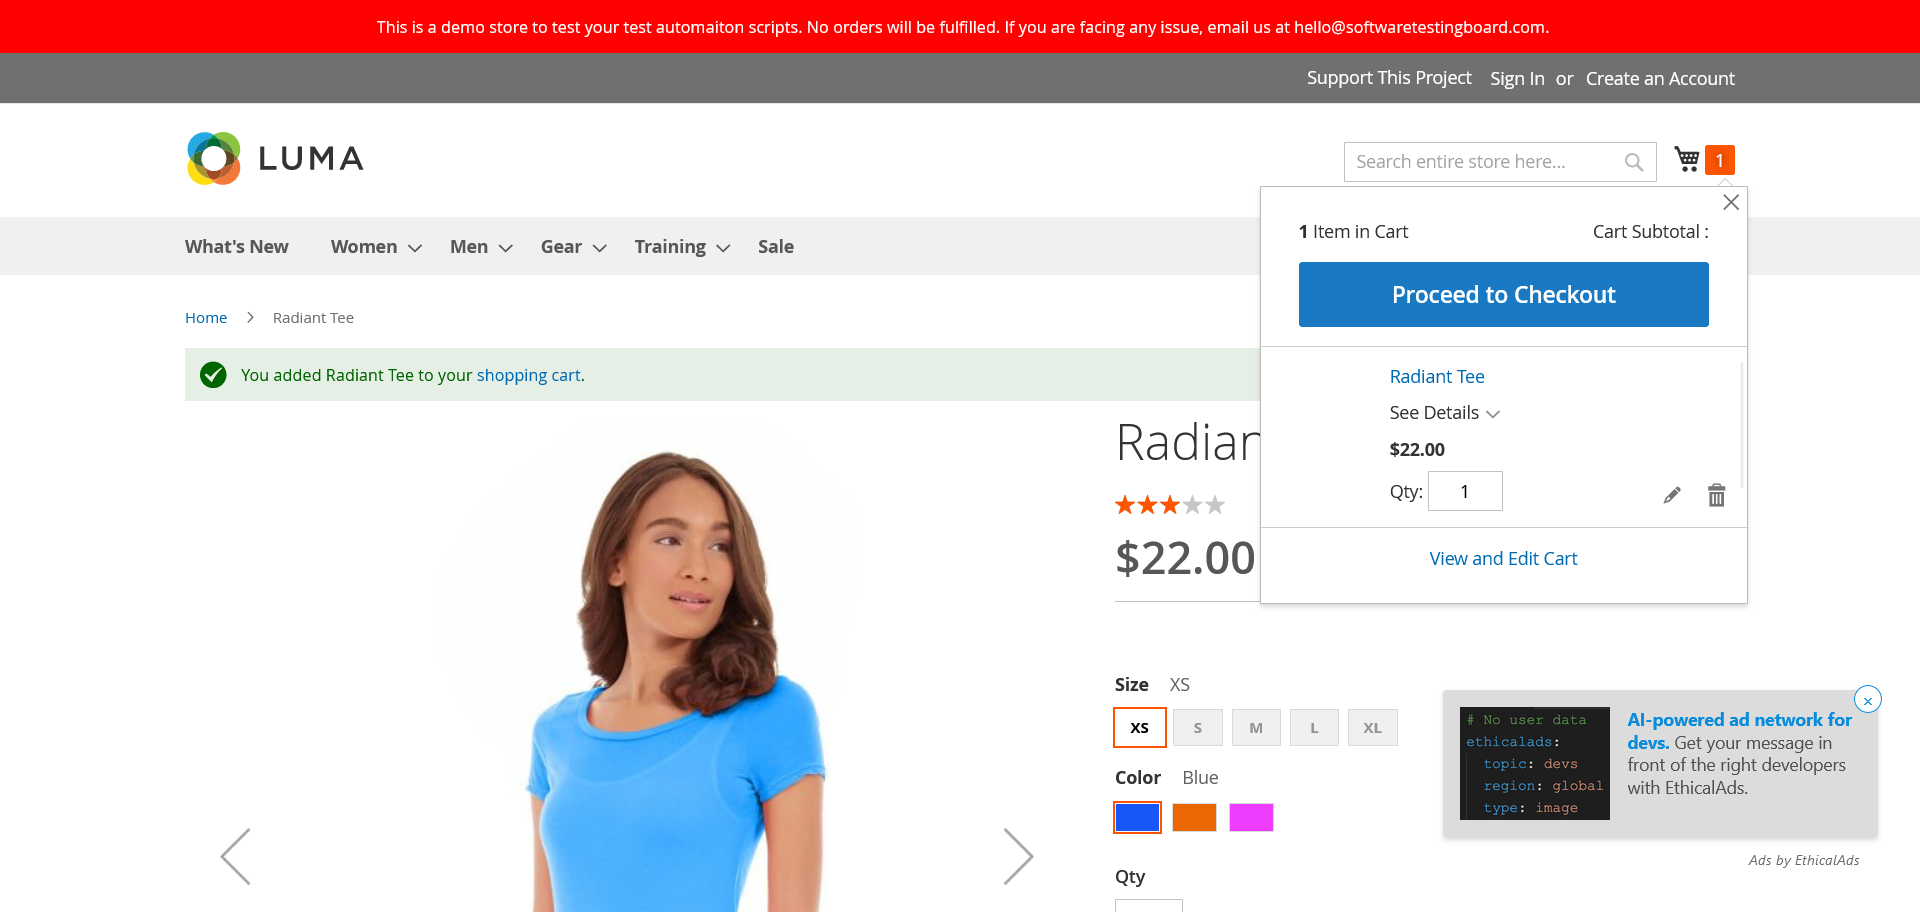 This is a demo store to test your test automaiton scripts. No orders will be fulfilled. If you are facing any issue, email us at hello@softwaretestingboard.com.
Support This Project Sign In or Create an Account
LUMA
Search entire store here...
1
What's New Women Men Gear Training Sale
1 Item in Cart Cart Subtotal :
Proceed to Checkout
Radiant Tee
See Details
$22.00
Qty: 1
View and Edit Cart
Home Radiant Tee
You added Radiant Tee to your shopping cart.
Radian
$22.00
Size XS
XS S M L XL
Color Blue
Qty
# No user data
ethicalads:
topic: devs
region: global
type: image
AI-powered ad network for
devs. Get your message in
front of the right developers
with EthicalAds.
Ads by EthicalAds